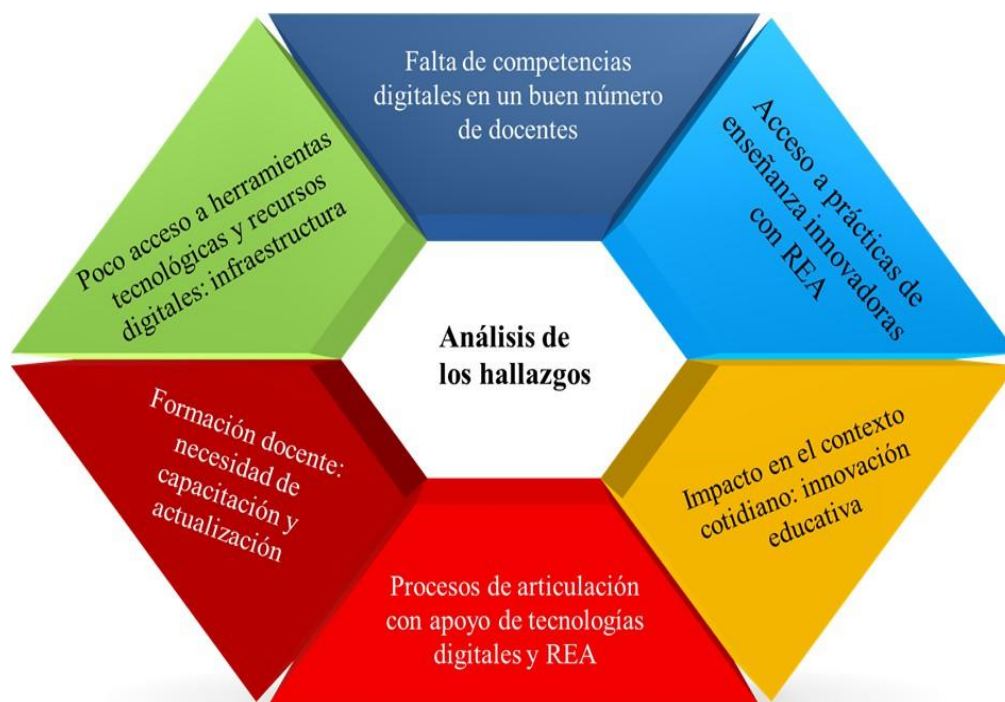 Falta de competencias
digitales en un buen número
de docentes
Acceso a prácticas de
enseñanza innovadoras
con REA
Impacto en el contexto
cotidiano: innovación
educativa
Procesos de articulación
con apoyo de tecnologías
digitales y REA
Formación docente:
necesidad de
capacitación y
actualización
Poco acceso a herramientas
tecnológicas y recursos
digitales: infraestructura
Análisis de
los hallazgos